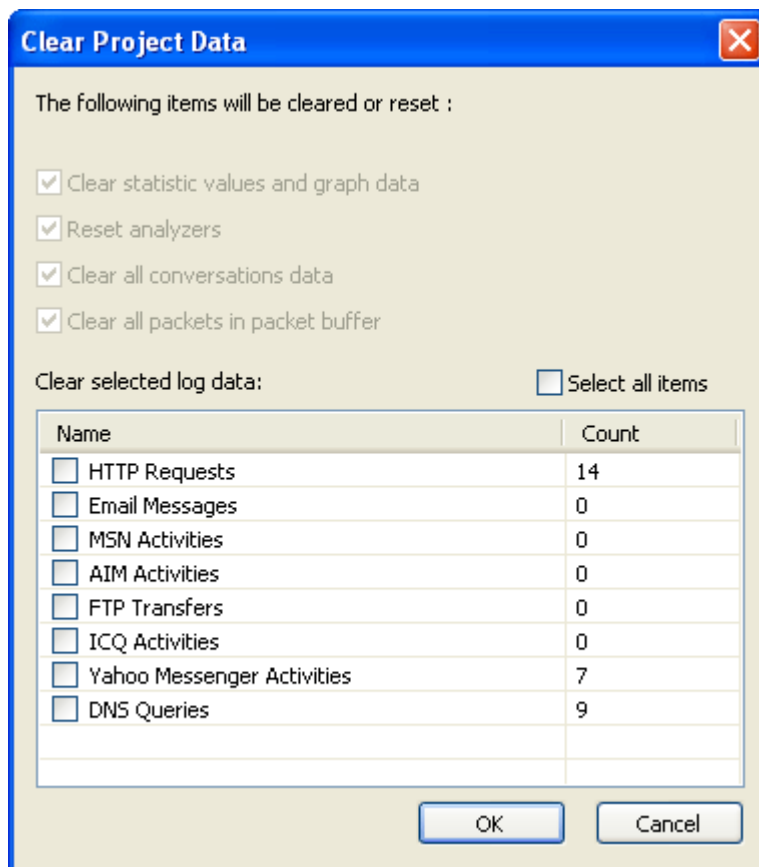 Clear Project Data
The following items will be cleared or reset :
Clear statistic values and graph data
Reset analyzers
Clear all conversations data
Clear all packets in packet buffer
Clear selected log data: Select all items
Name Count
HTTP Requests 14
Email Messages 0
MSN Activities 0
AIM Activities 0
FTP Transfers 0
ICQ Activities 0
Yahoo Messenger Activities 7
DNS Queries 9
OK Cancel